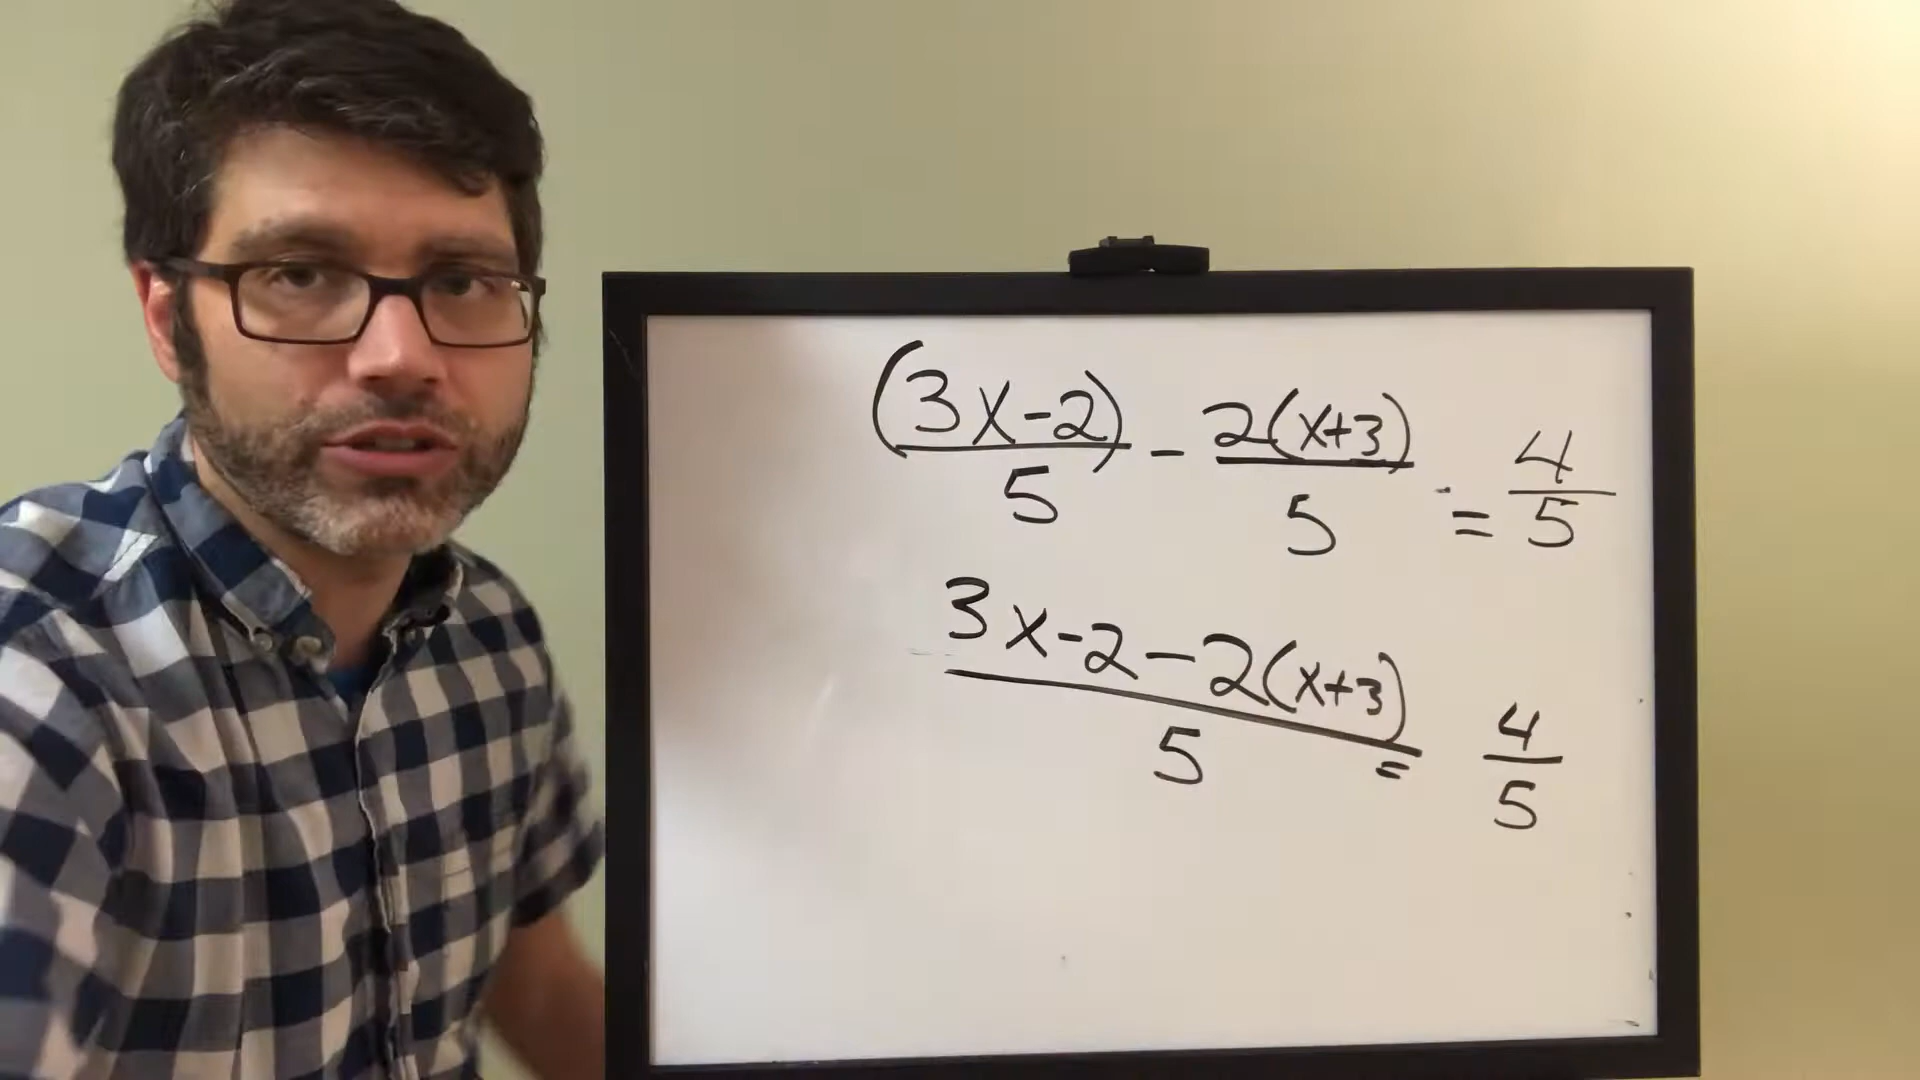 (3x-2)/5 - 2(x+3)/5 = 4/5
3x-2-2(x+3)/5 = 4/5